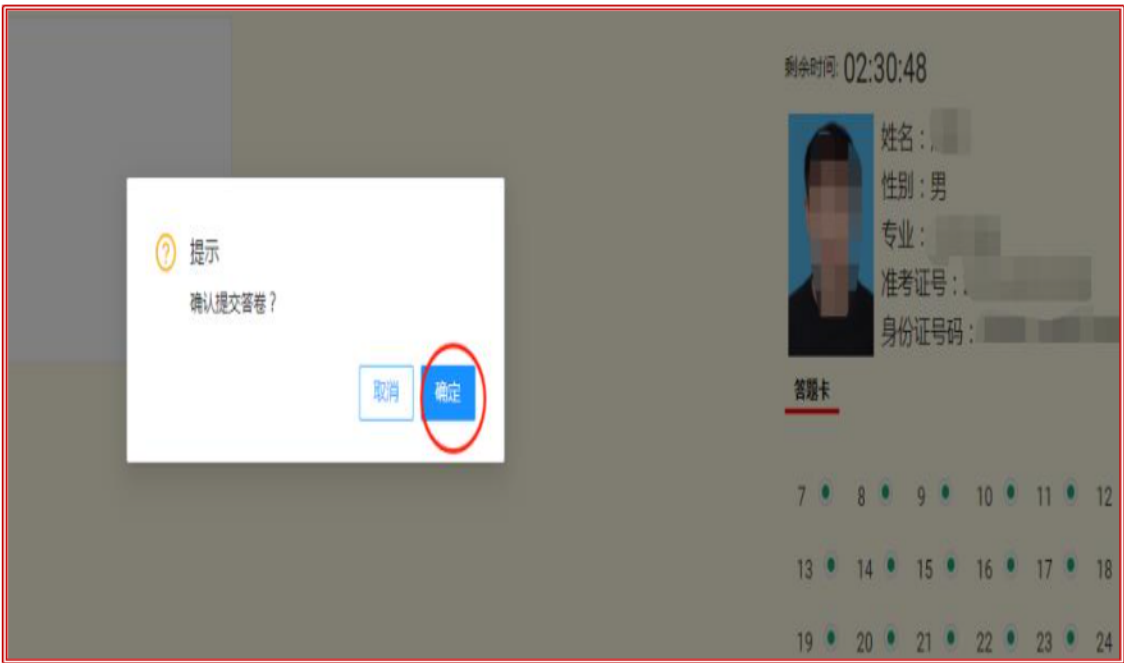 剩余时间: 02:30:48
姓名：
性别：男
专业：
准考证号：
身份证号码：
提示
确认提交答卷？
取消 确定
答题卡
7 8 9 10 11 12
13 14 15 16 17 18
19 20 21 22 23 24